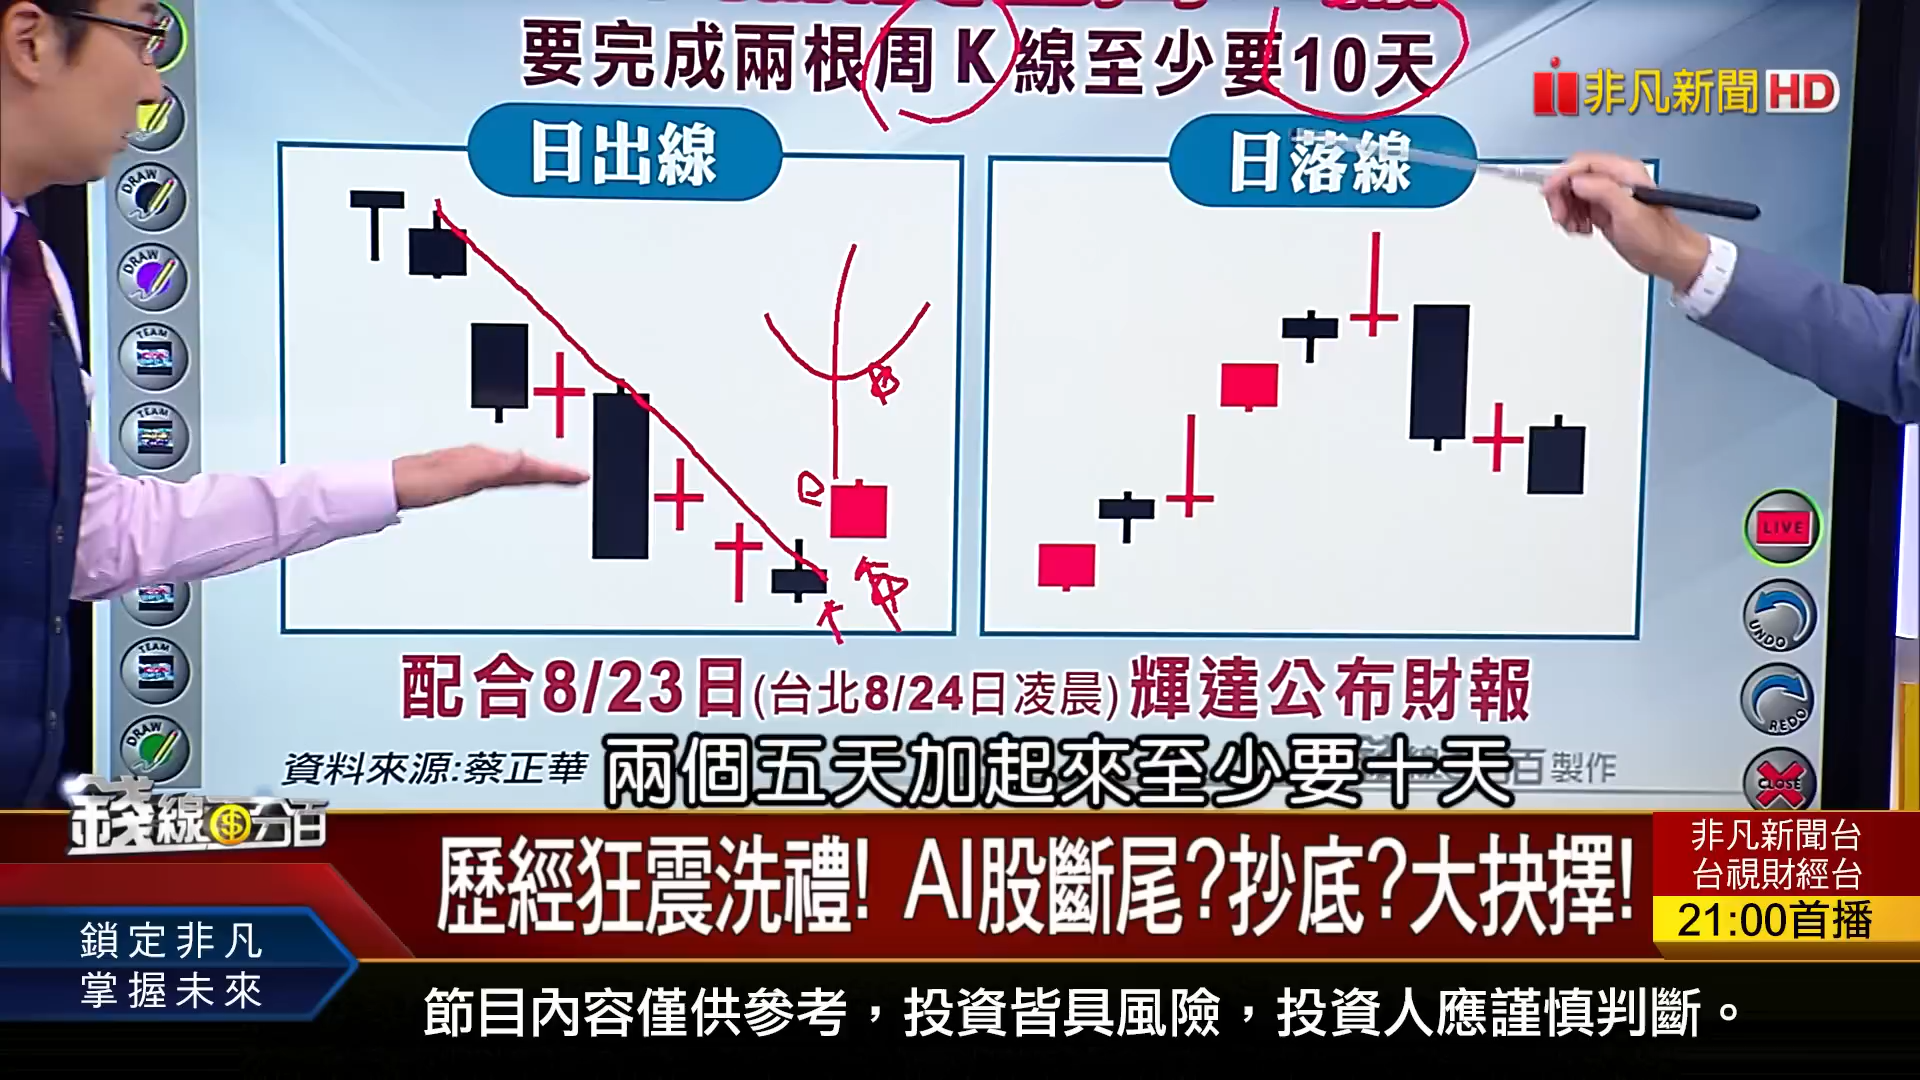 要完成兩根周K線至少要10天
非凡新聞HD
日出線
日落線
DRAW
DRAW
TEAM
TEAM
TEAM
DRAW
LIVE
UNDO
REDO
CLOSE
配合8/23日(台北8/24日凌晨)輝達公布財報
資料來源:蔡正華
百製作
兩個五天加起來至少要十天
錢線百分百
歷經狂震洗禮! AI股斷尾?抄底?大抉擇!
非凡新聞台
台視財經台
21:00首播
鎖定非凡
掌握未來
節目內容僅供參考，投資皆具風險，投資人應謹慎判斷。